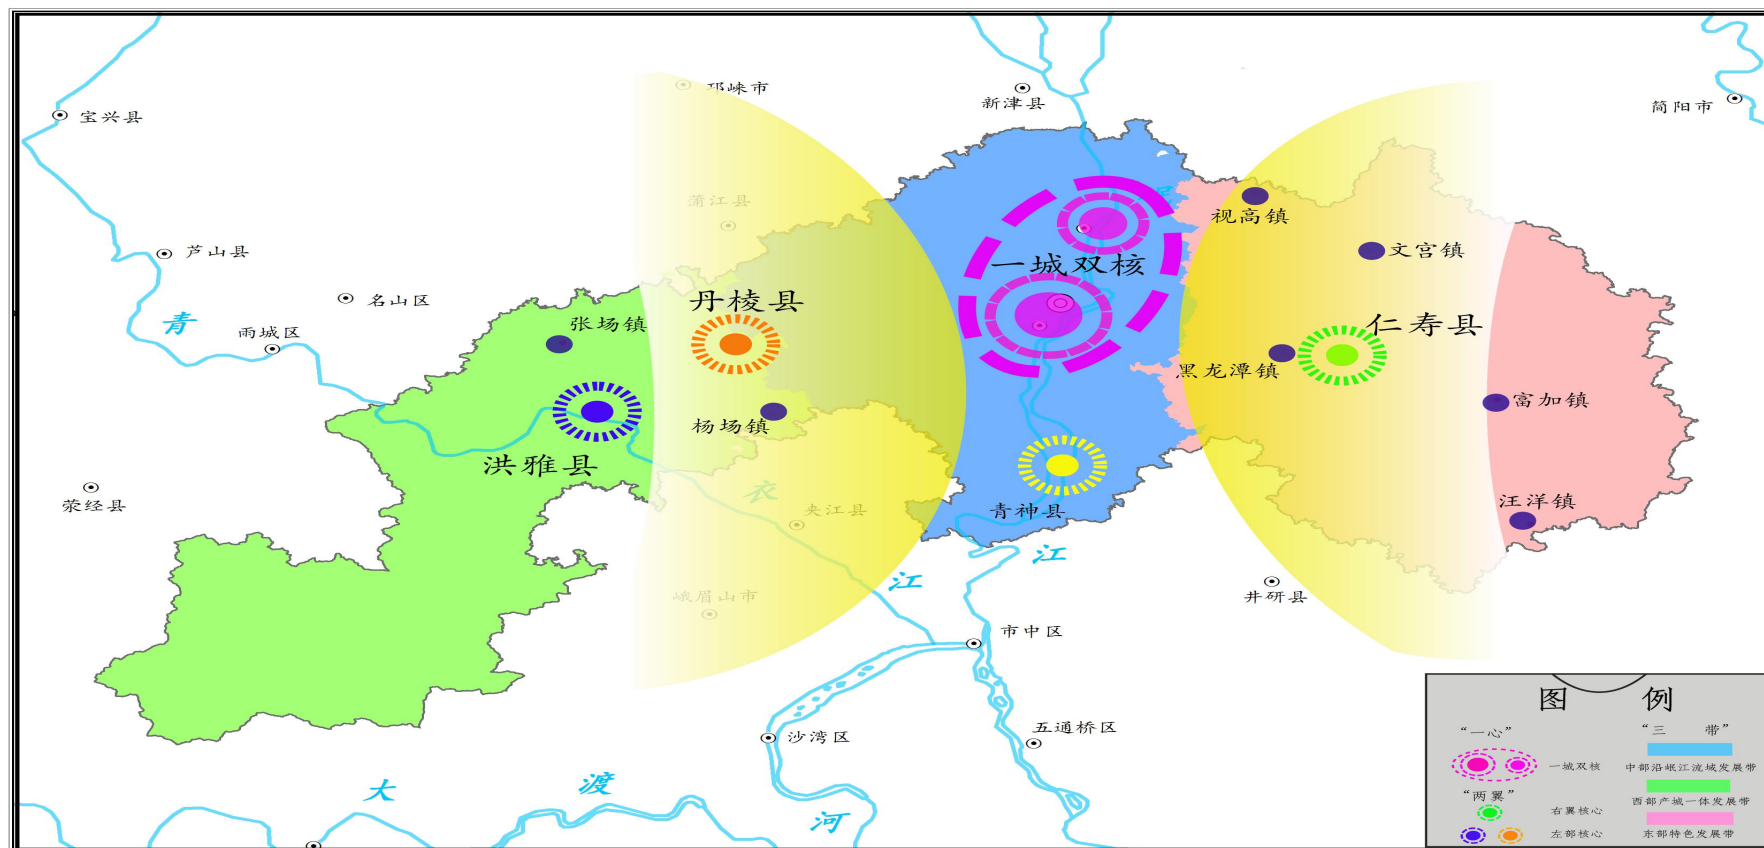 邛崃市
新津县
简阳市
宝兴县
蒲江县
视高镇
芦山县
文宫镇
一城双核
名山区
丹棱县
青
张场镇
仁寿县
雨城区
黑龙潭镇
富加镇
杨场镇
洪雅县
衣
荥经县
夹江县
青神县
汪洋镇
江
江
峨眉山市
井研县
市中区
沙湾区
五通桥区
大
渡
河
图 例
“一心”
“三 带”
一城双核
中部沿岷江流域发展带
“两翼”
西部产城一体发展带
右翼核心
左部核心
东部特色发展带